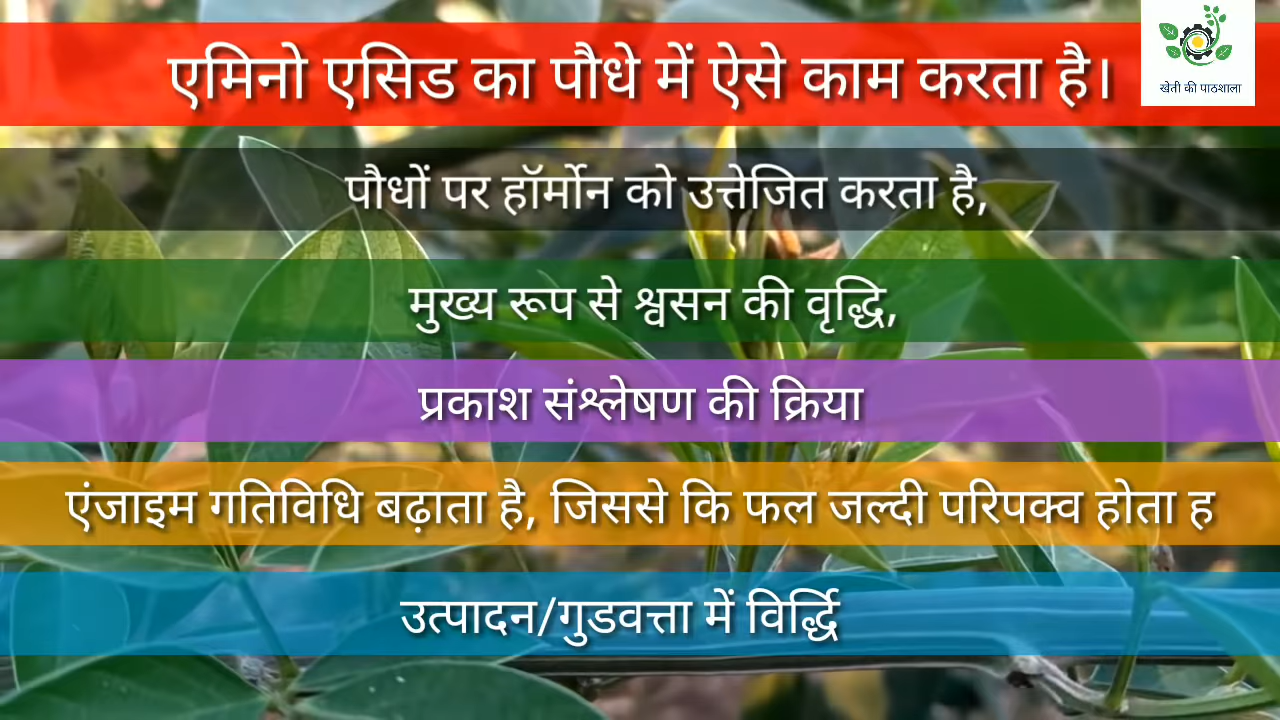 एमिनो एसिड का पौधे में ऐसे काम करता है।
खेती की पाठशाला
पौधों पर हॉर्मोन को उत्तेजित करता है,
मुख्य रूप से श्वसन की वृद्धि,
प्रकाश संश्लेषण की क्रिया
एंजाइम गतिविधि बढ़ाता है, जिससे कि फल जल्दी परिपक्व होता ह
उत्पादन/गुडवत्ता में विर्द्धि